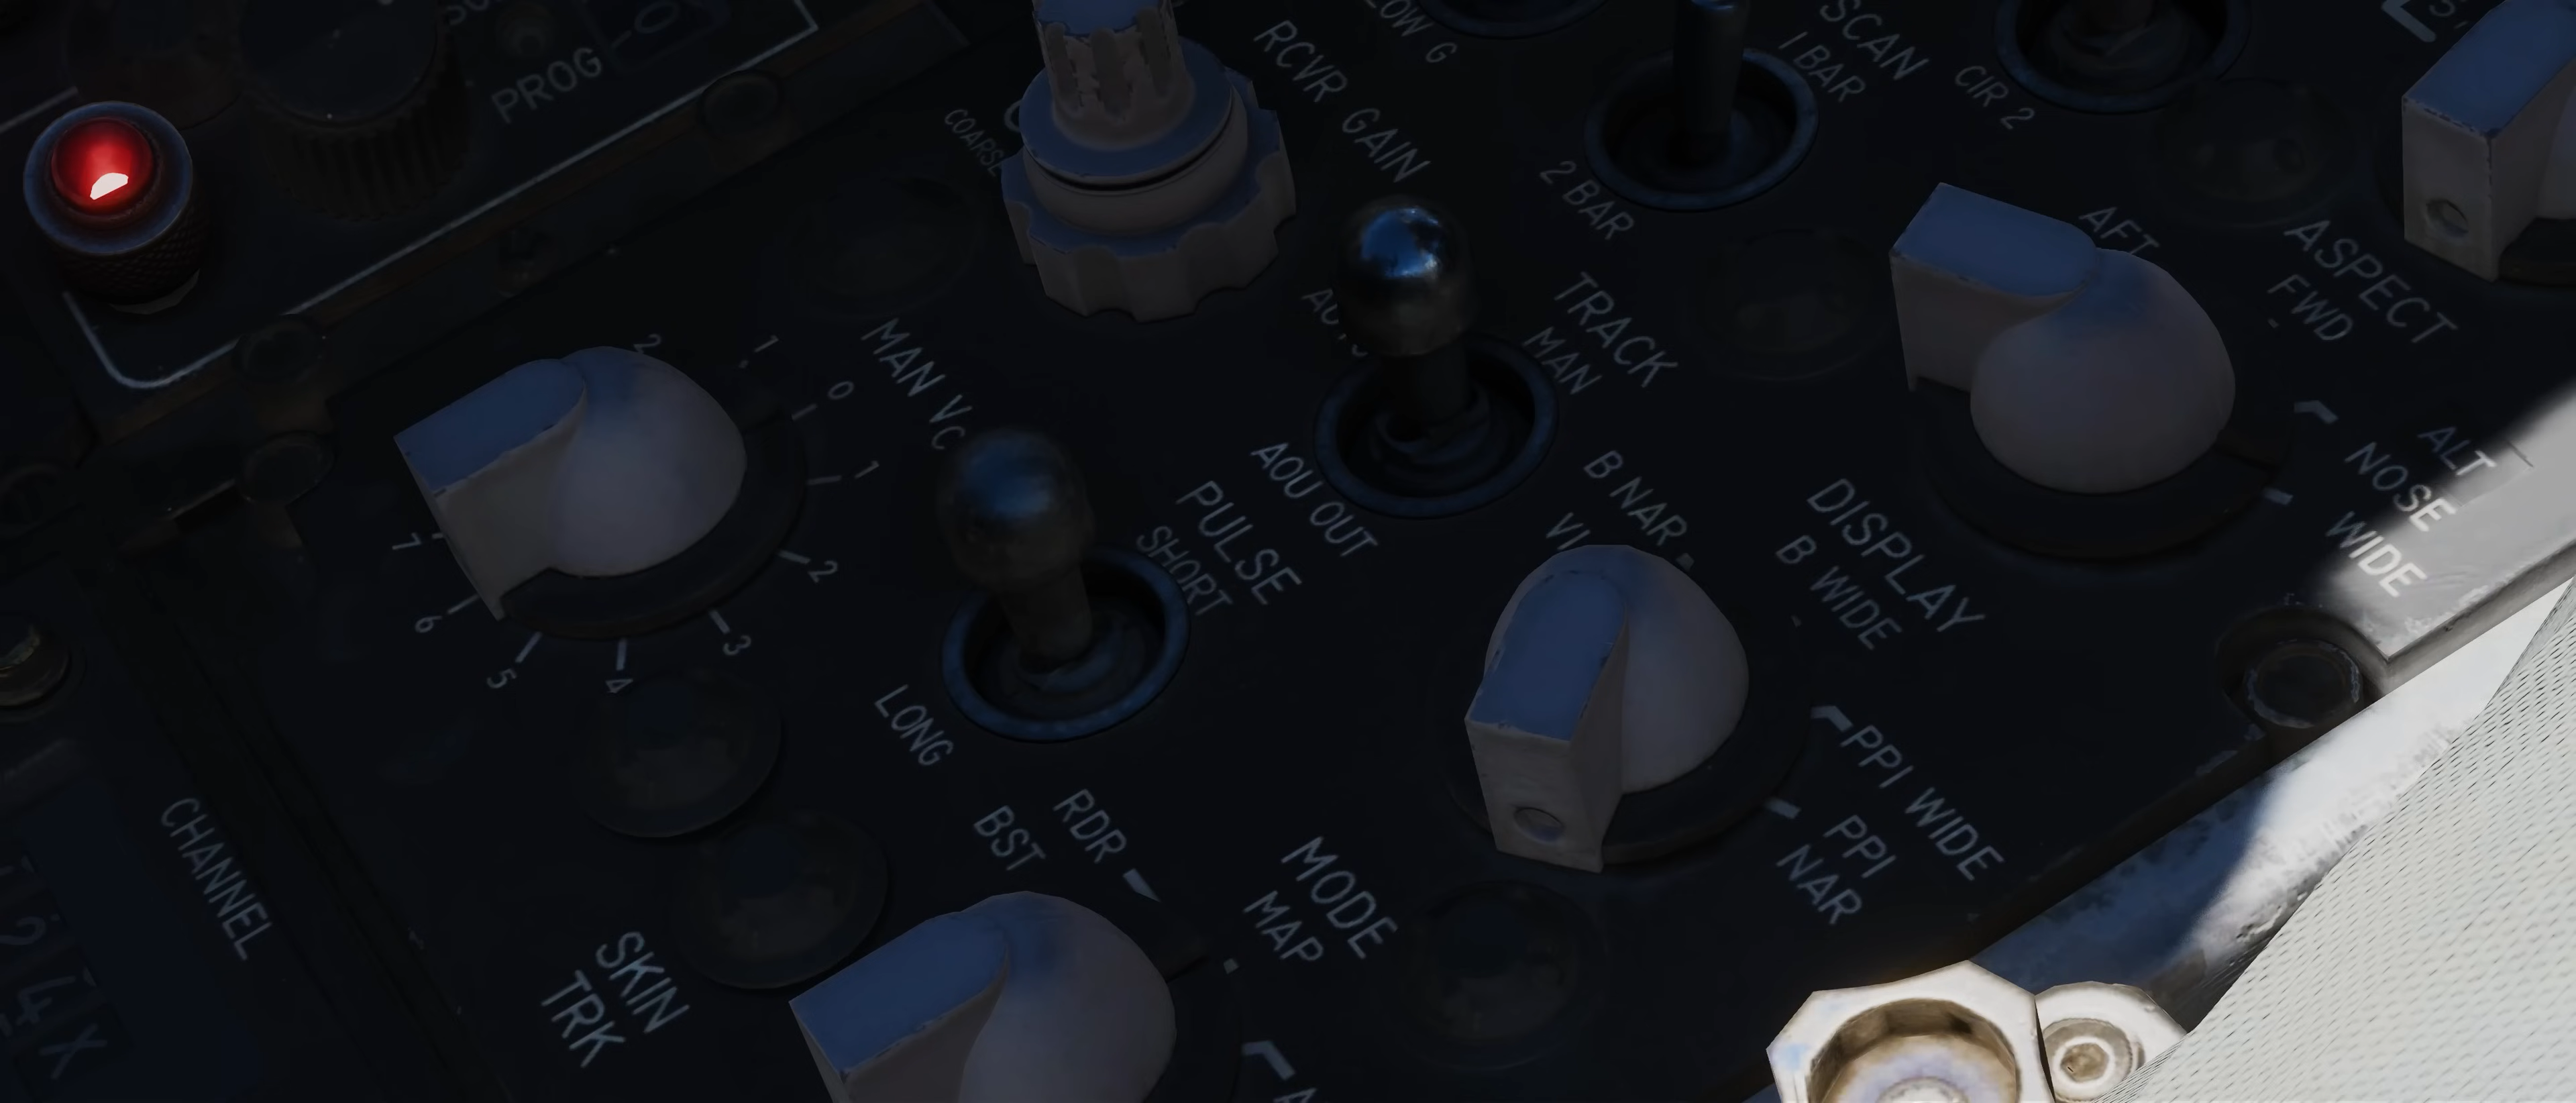 PROG
COARSE
RCVR GAIN
LOW G
SCAN
1 BAR
2 BAR
CIR 2
AFT
ASPECT
FWD
ALT
NOSE
WIDE
MAN VC
2
1
0
1
2
3
4
5
6
7
TRACK
MAN
AOU OUT
PULSE
SHORT
LONG
B NAR
DISPLAY
B WIDE
PPI WIDE
PPI
NAR
RDR
BST
MODE
MAP
SKIN
TRK
CHANNEL